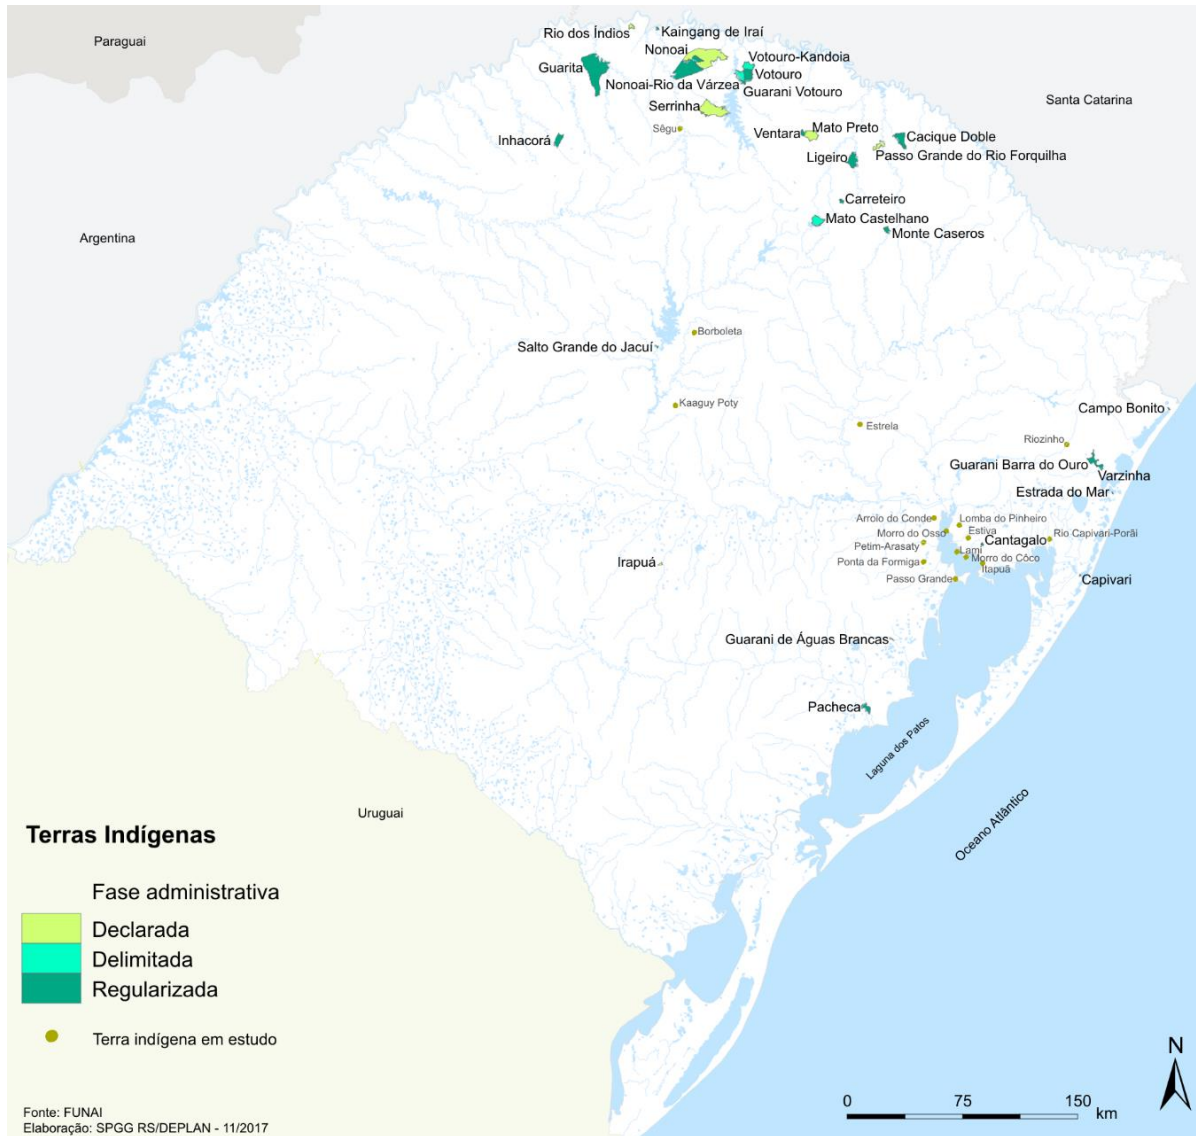 Paraguai
Rio dos Índios
Kaingang de Iraí
Nonoai
Votouro-Kandoia
Guarita
Votouro
Nonoai-Rio da Várzea
Guarani Votouro
Santa Catarina
Serrinha
Sêgu
Ventara
Mato Preto
Inhacorá
Cacique Doble
Ligeiro
Passo Grande do Rio Forquilha
Carreteiro
Mato Castelhano
Monte Caseros
Argentina
Borboleta
Salto Grande do Jacuí
Kaaguy Poty
Campo Bonito
Estrela
Riozinho
Guarani Barra do Ouro
Varzinha
Estrada do Mar
Arroio do Conde
Lomba do Pinheiro
Morro do Osso
Estiva
Cantagalo
Rio Capivari-Porâi
Petim-Arasaty
Lami
Morro do Côco
Irapuá
Ponta da Formiga
Itapuã
Passo Grande
Capivari
Guarani de Águas Brancas
Pacheca
Laguna dos Patos
Uruguai
Oceano Atlântico
Terras Indígenas
Fase administrativa
Declarada
Delimitada
Regularizada
Terra indígena em estudo
N
0 75 150
km
Fonte: FUNAI
Elaboração: SPGG RS/DEPLAN - 11/2017